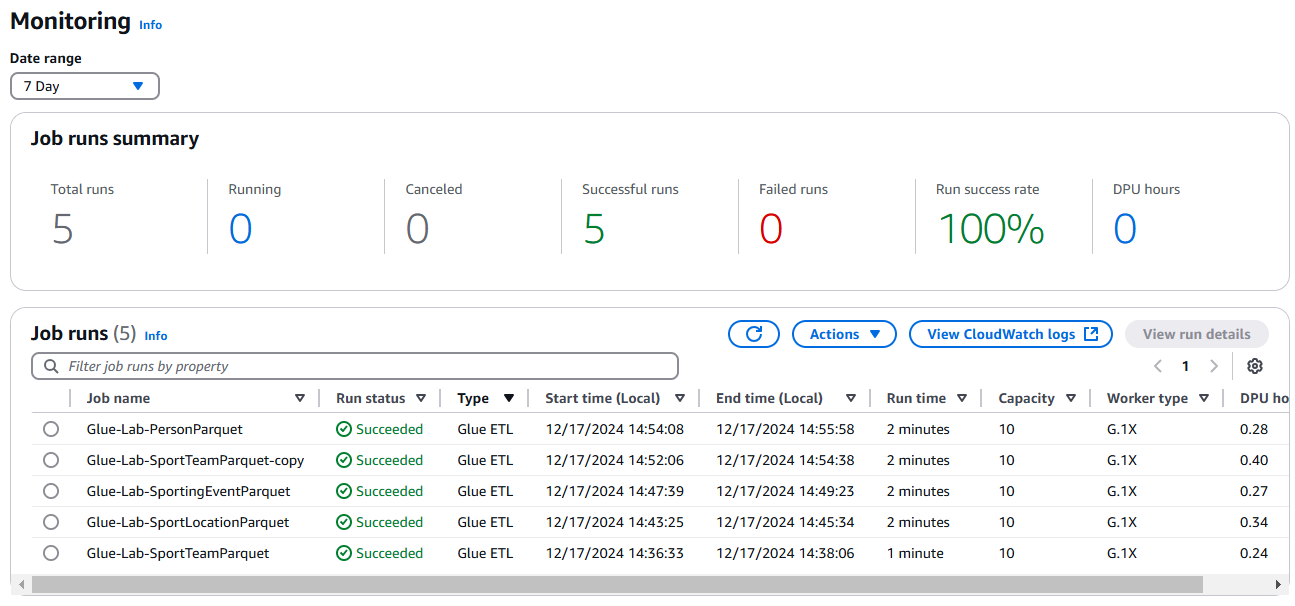 Monitoring Info
Date range
7 Day
Job runs summary
Total runs Running Canceled Successful runs Failed runs Run success rate DPU hours
5 0 0 5 0 100% 0
Job runs (5) Info Actions View CloudWatch logs View run details
Filter job runs by property 1
Job name Run status Type Start time (Local) End time (Local) Run time Capacity Worker type DPU ho
Glue-Lab-PersonParquet Succeeded Glue ETL 12/17/2024 14:54:08 12/17/2024 14:55:58 2 minutes 10 G.1X 0.28
Glue-Lab-SportTeamParquet-copy Succeeded Glue ETL 12/17/2024 14:52:06 12/17/2024 14:54:38 2 minutes 10 G.1X 0.40
Glue-Lab-SportingEventParquet Succeeded Glue ETL 12/17/2024 14:47:39 12/17/2024 14:49:23 2 minutes 10 G.1X 0.27
Glue-Lab-SportLocationParquet Succeeded Glue ETL 12/17/2024 14:43:25 12/17/2024 14:45:34 2 minutes 10 G.1X 0.34
Glue-Lab-SportTeamParquet Succeeded Glue ETL 12/17/2024 14:36:33 12/17/2024 14:38:06 1 minute 10 G.1X 0.24